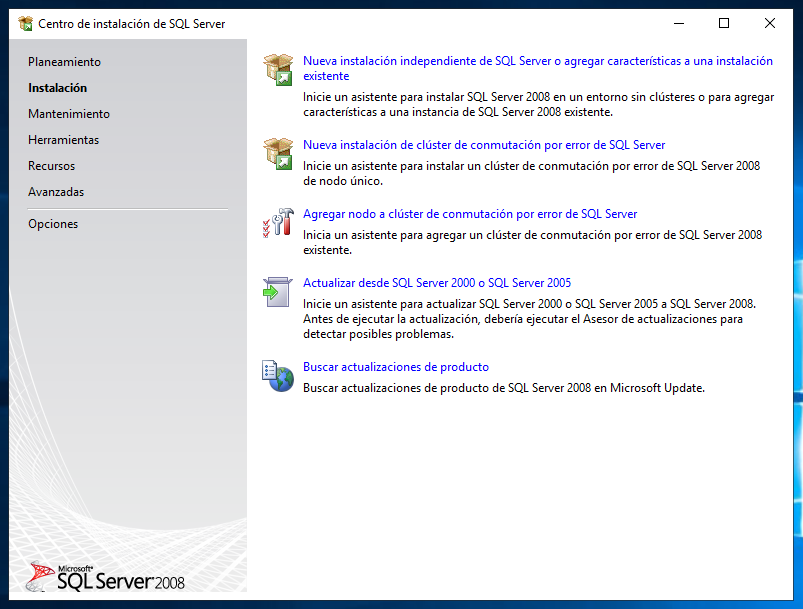 Centro de instalación de SQL Server
Planeamiento
Instalación
Mantenimiento
Herramientas
Recursos
Avanzadas
Opciones
Nueva instalación independiente de SQL Server o agregar características a una instalación
existente
Inicie un asistente para instalar SQL Server 2008 en un entorno sin clústeres o para agregar
características a una instancia de SQL Server 2008 existente.
Nueva instalación de clúster de conmutación por error de SQL Server
Inicie un asistente para instalar un clúster de conmutación por error de SQL Server 2008
de nodo único.
Agregar nodo a clúster de conmutación por error de SQL Server
Inicia un asistente para agregar un clúster de conmutación por error de SQL Server 2008
existente.
Actualizar desde SQL Server 2000 o SQL Server 2005
Inicie un asistente para actualizar SQL Server 2000 o SQL Server 2005 a SQL Server 2008.
Antes de ejecutar la actualización, debería ejecutar el Asesor de actualizaciones para
detectar posibles problemas.
Buscar actualizaciones de producto
Buscar actualizaciones de producto de SQL Server 2008 en Microsoft Update.
Microsoft®
SQL Server 2008